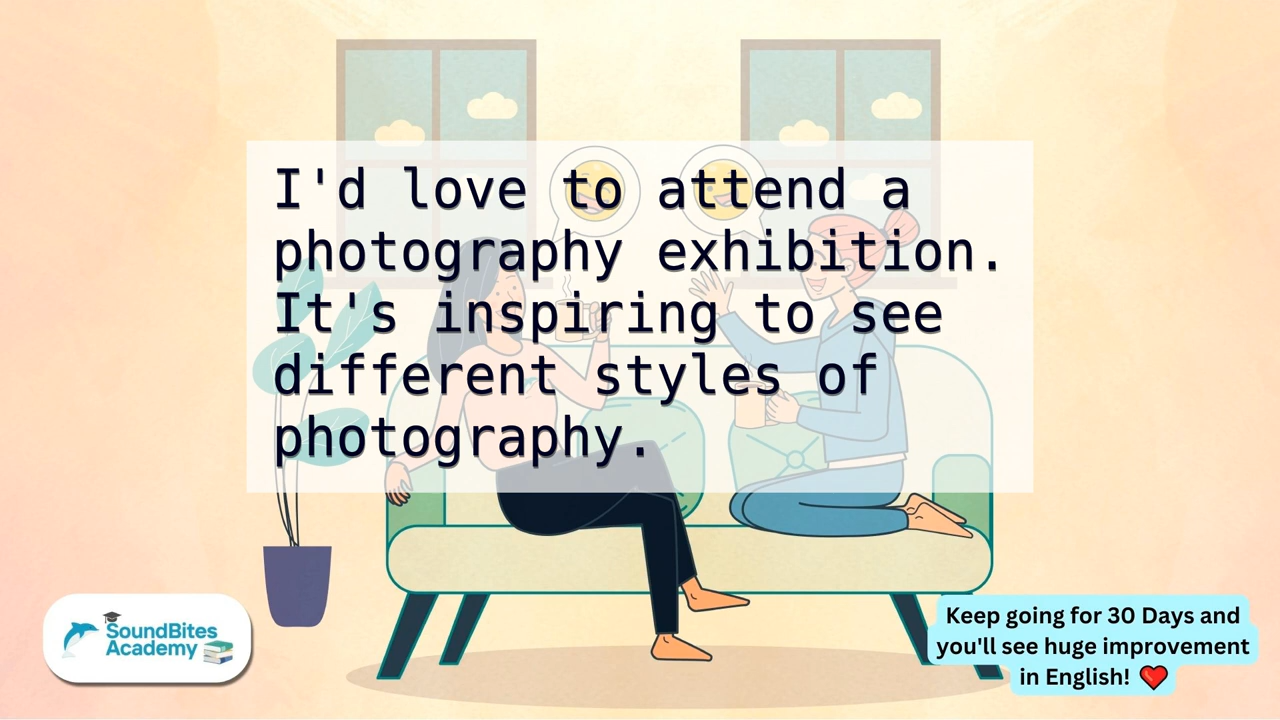 I'd love to attend a
photography exhibition.
It's inspiring to see
different styles of
photography.
SoundBites
Academy
Keep going for 30 Days and
you'll see huge improvement
in English! ❤️